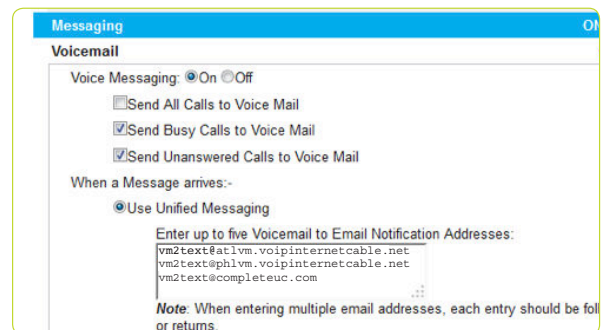 Messaging ON
Voicemail
Voice Messaging: On Off
Send All Calls to Voice Mail
Send Busy Calls to Voice Mail
Send Unanswered Calls to Voice Mail
When a Message arrives:-
Use Unified Messaging
Enter up to five Voicemail to Email Notification Addresses:
vm2text@atlvm.voipinternetcable.net
vm2text@phlvm.voipinternetcable.net
vm2text@completeuc.com
Note: When entering multiple email addresses, each entry should be fol
or returns.